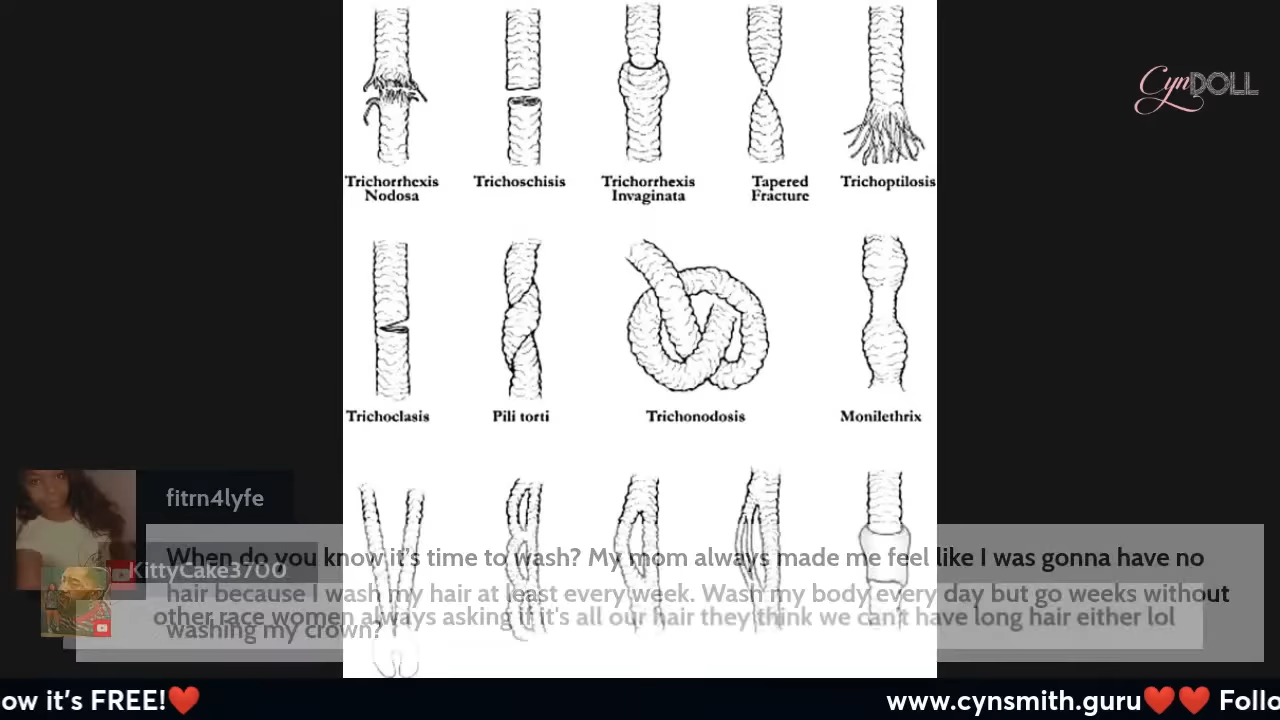 CynDOLL
Trichorrhexis Nodosa
Trichoschisis
Trichorrhexis Invaginata
Tapered Fracture
Trichoptilosis
Trichoclasis
Pili torti
Trichonodosis
Monilethrix
fitrn4lyfe
When do you know it's time to wash? My mom always made me feel like I was gonna have no
hair because I wash my hair at least every week. Wash my body every day but go weeks without
washing my crown?
KittyCake3700
other race women always asking if it's all our hair they think we can't have long hair either lol
ow it's FREE!❤️
www.cynsmith.guru❤️❤️ Follo